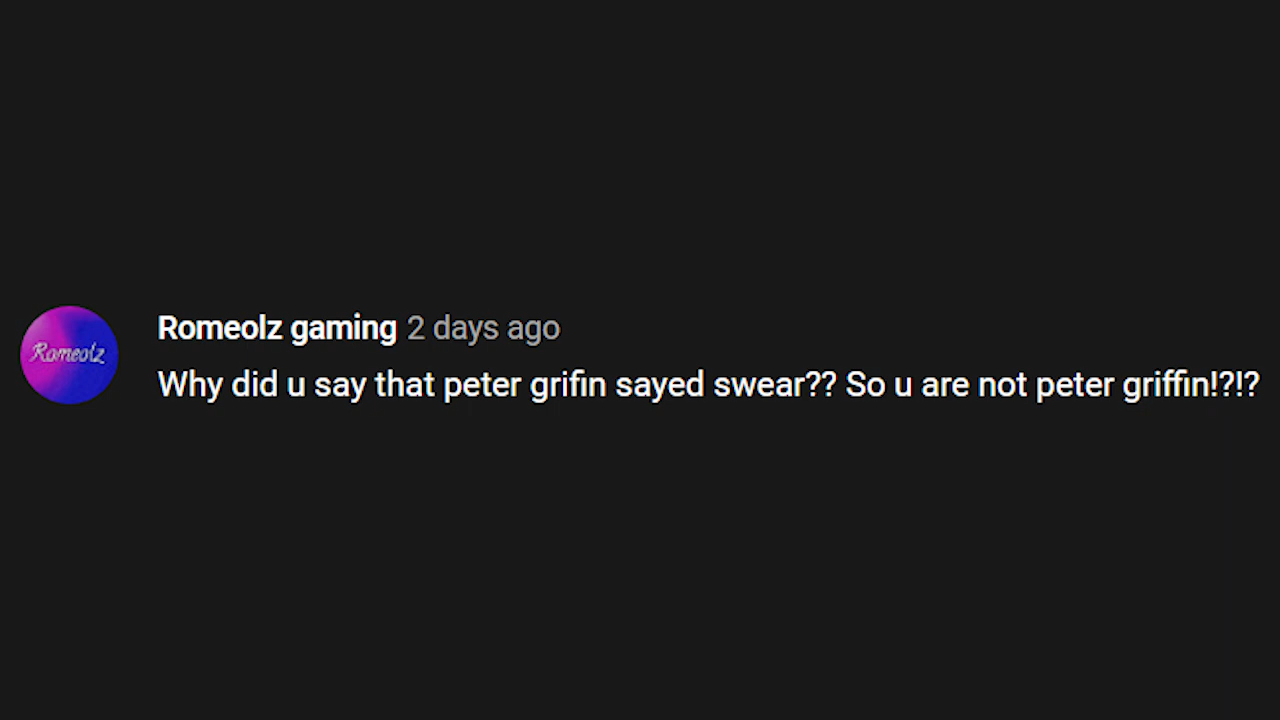 Romeolz
Romeolz gaming 2 days ago
Why did u say that peter grifin sayed swear?? So u are not peter griffin!?!?